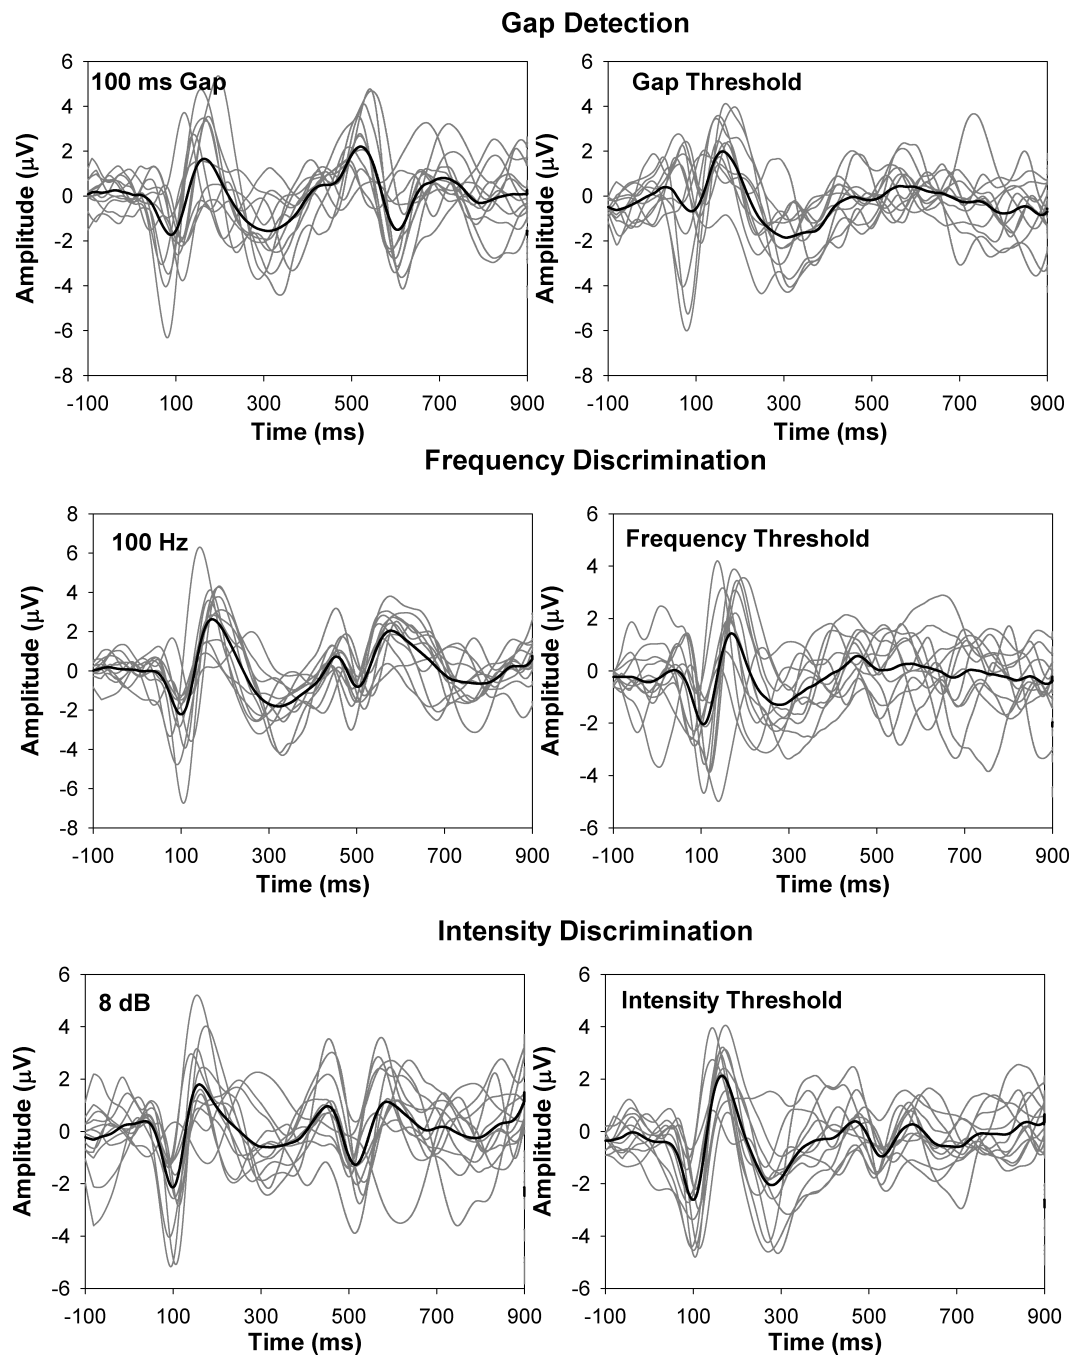 Gap Detection
100 ms Gap
Gap Threshold
Amplitude (µV)
6
4
2
0
-2
-4
-6
-8
-100 100 300 500 700 900
Time (ms)
Amplitude (µV)
6
4
2
0
-2
-4
-6
-8
-100 100 300 500 700 900
Time (ms)
Frequency Discrimination
100 Hz
Frequency Threshold
Amplitude (µV)
8
6
4
2
0
-2
-4
-6
-8
-100 100 300 500 700 900
Time (ms)
Amplitude (µV)
6
4
2
0
-2
-4
-6
-100 100 300 500 700 900
Time (ms)
Intensity Discrimination
8 dB
Intensity Threshold
Amplitude (µV)
6
4
2
0
-2
-4
-6
-100 100 300 500 700 900
Time (ms)
Amplitude (µV)
6
4
2
0
-2
-4
-6
-100 100 300 500 700 900
Time (ms)